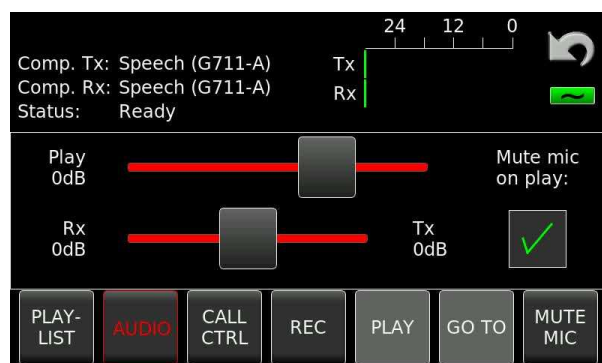 24 12 0
Comp. Tx: Speech (G711-A) Tx
Comp. Rx: Speech (G711-A) Rx
Status: Ready
Play
0dB
Mute mic
on play:
Rx
0dB
Tx
0dB
PLAY-
LIST
AUDIO
CALL
CTRL
REC
PLAY
GO TO
MUTE
MIC